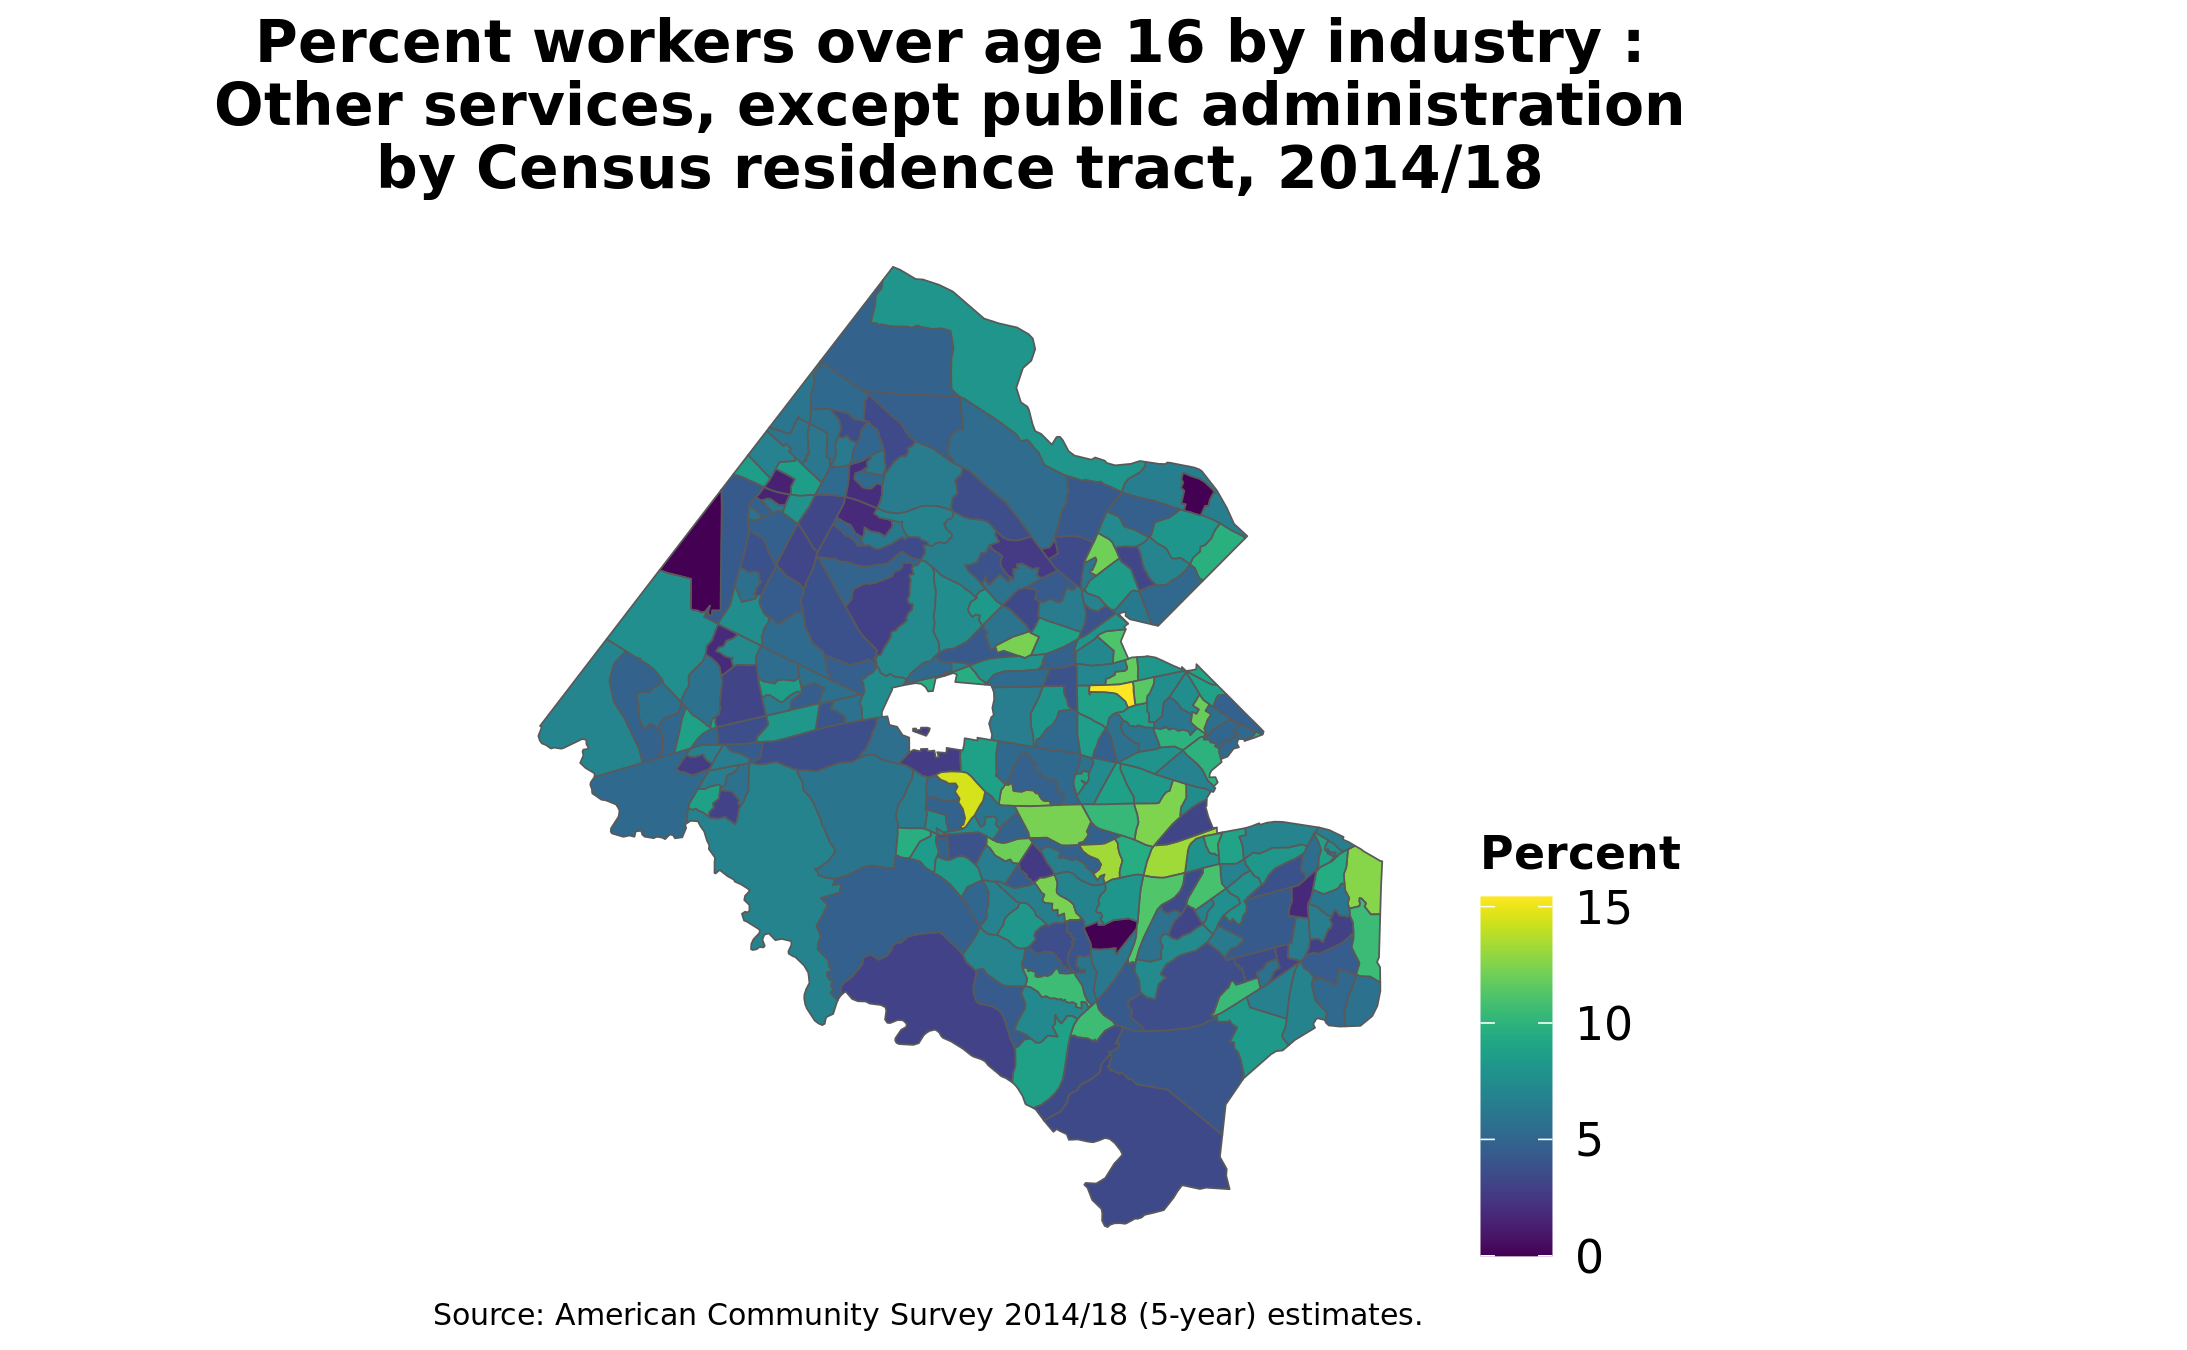 Percent workers over age 16 by industry :
Other services, except public administration
by Census residence tract, 2014/18
Percent
15
10
5
0
Source: American Community Survey 2014/18 (5-year) estimates.